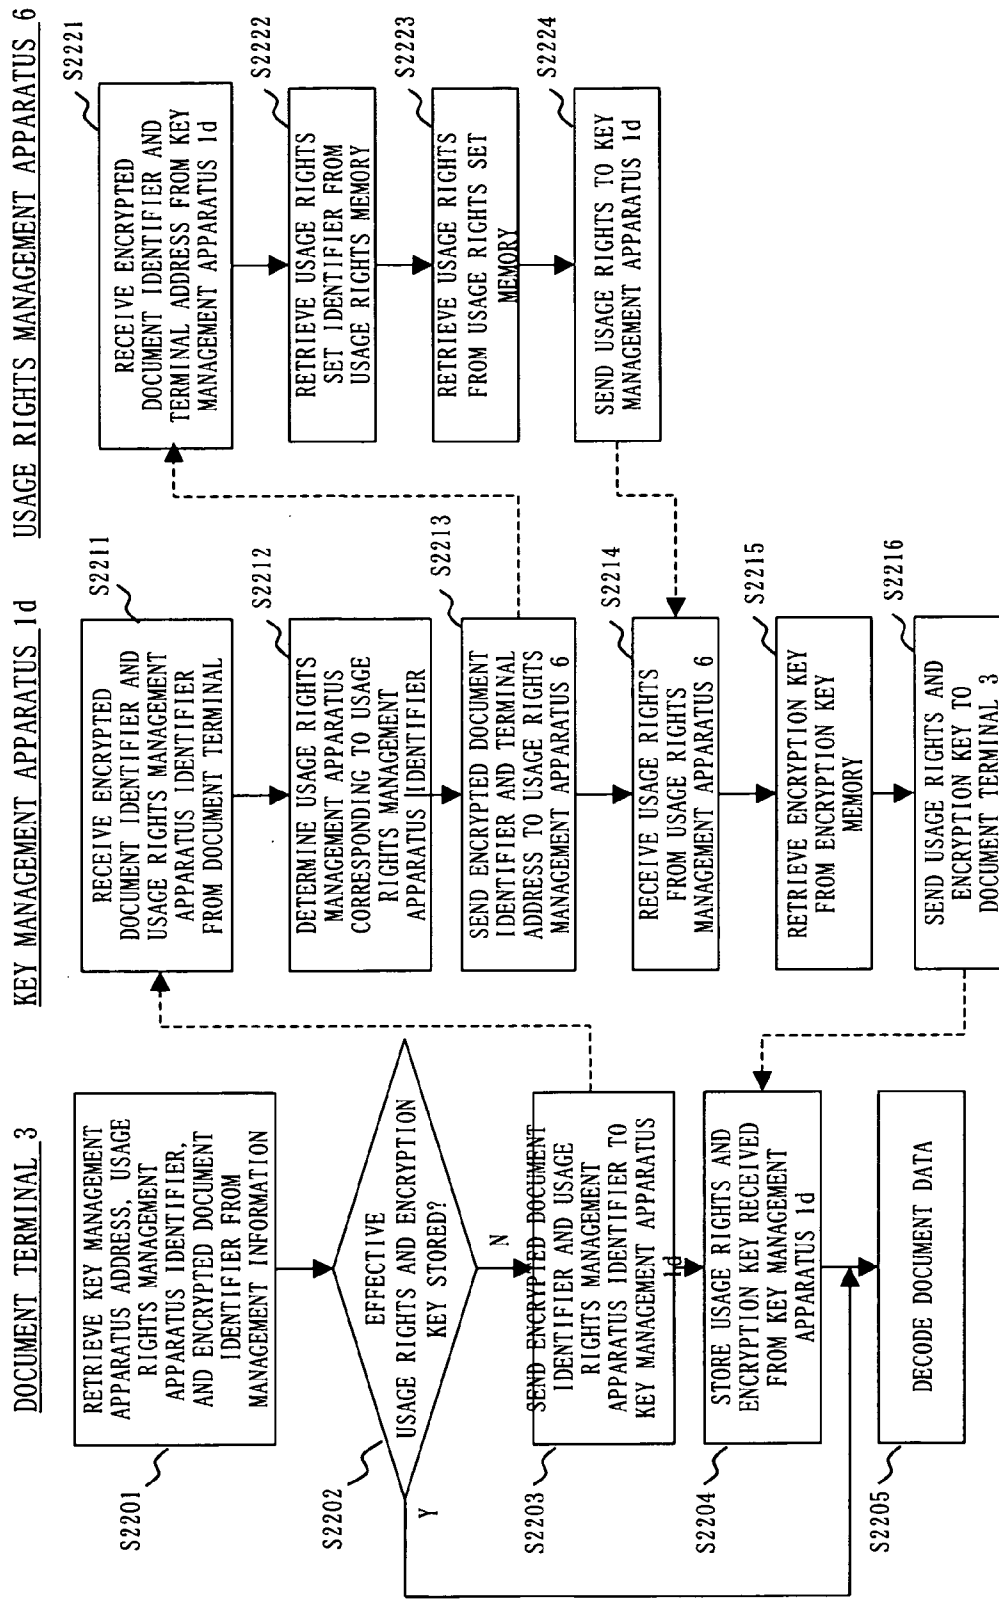 DOCUMENT TERMINAL 3
S2201
RETRIEVE KEY MANAGEMENT
APPARATUS ADDRESS, USAGE
RIGHTS MANAGEMENT
APPARATUS IDENTIFIER,
AND ENCRYPTED DOCUMENT
IDENTIFIER FROM
MANAGEMENT INFORMATION
S2202
EFFECTIVE
USAGE RIGHTS AND ENCRYPTION
KEY STORED?
Y
N
S2203
SEND ENCRYPTED DOCUMENT
IDENTIFIER AND USAGE
RIGHTS MANAGEMENT
APPARATUS IDENTIFIER TO
KEY MANAGEMENT APPARATUS
1d
S2204
STORE USAGE RIGHTS AND
ENCRYPTION KEY RECEIVED
FROM KEY MANAGEMENT
APPARATUS 1d
S2205
DECODE DOCUMENT DATA
KEY MANAGEMENT APPARATUS 1d
S2211
RECEIVE ENCRYPTED
DOCUMENT IDENTIFIER AND
USAGE RIGHTS MANAGEMENT
APPARATUS IDENTIFIER
FROM DOCUMENT TERMINAL
S2212
DETERMINE USAGE RIGHTS
MANAGEMENT APPARATUS
CORRESPONDING TO USAGE
RIGHTS MANAGEMENT
APPARATUS IDENTIFIER
S2213
SEND ENCRYPTED DOCUMENT
IDENTIFIER AND TERMINAL
ADDRESS TO USAGE RIGHTS
MANAGEMENT APPARATUS 6
S2214
RECEIVE USAGE RIGHTS
FROM USAGE RIGHTS
MANAGEMENT APPARATUS 6
S2215
RETRIEVE ENCRYPTION KEY
FROM ENCRYPTION KEY
MEMORY
S2216
SEND USAGE RIGHTS AND
ENCRYPTION KEY TO
DOCUMENT TERMINAL 3
USAGE RIGHTS MANAGEMENT APPARATUS 6
S2221
RECEIVE ENCRYPTED
DOCUMENT IDENTIFIER AND
TERMINAL ADDRESS FROM KEY
MANAGEMENT APPARATUS 1d
S2222
RETRIEVE USAGE RIGHTS
SET IDENTIFIER FROM
USAGE RIGHTS MEMORY
S2223
RETRIEVE USAGE RIGHTS
FROM USAGE RIGHTS SET
MEMORY
S2224
SEND USAGE RIGHTS TO KEY
MANAGEMENT APPARATUS 1d